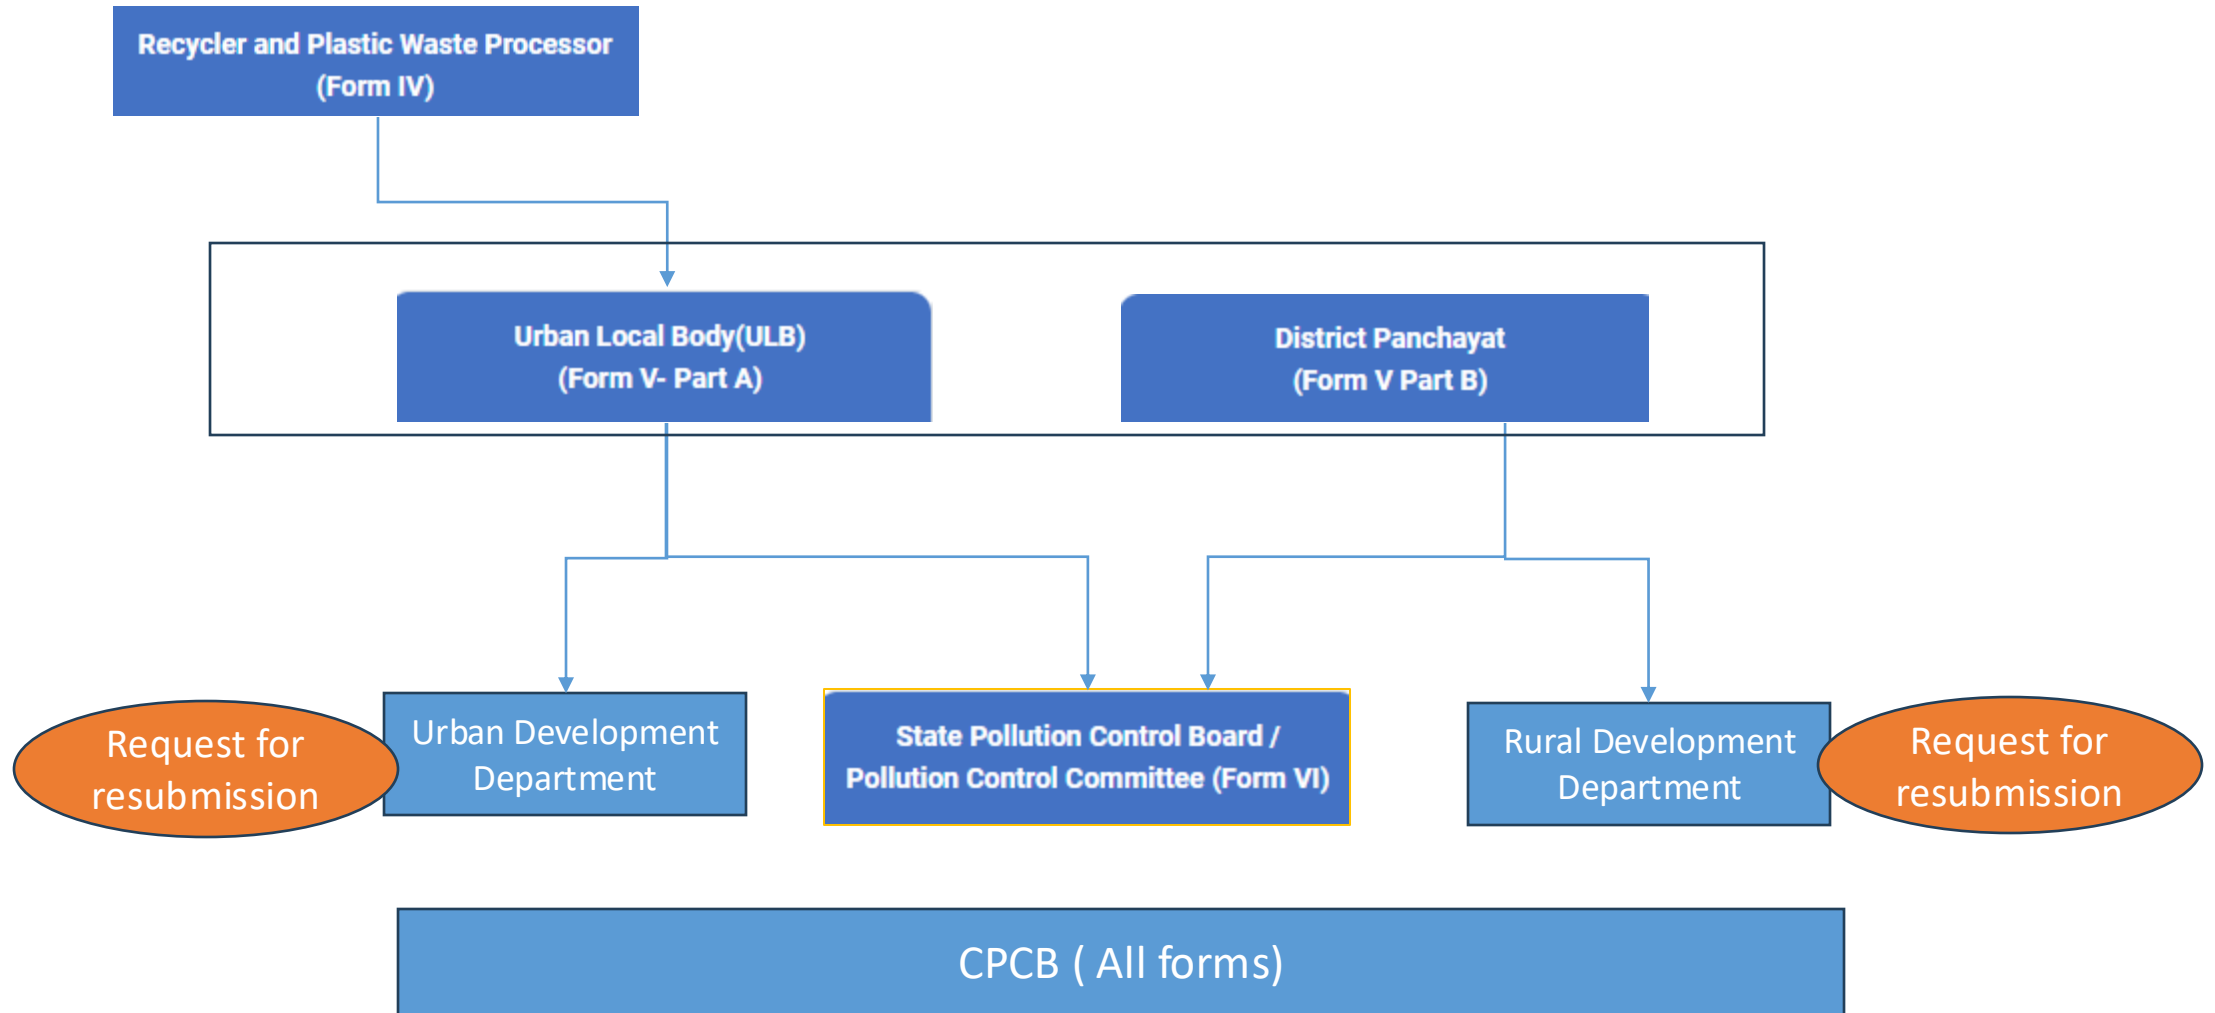 Recycler and Plastic Waste Processor
(Form IV)
Urban Local Body(ULB)
(Form V- Part A)
District Panchayat
(Form V Part B)
Request for
resubmission
Urban Development
Department
State Pollution Control Board /
Pollution Control Committee (Form VI)
Rural Development
Department
Request for
resubmission
CPCB ( All forms)